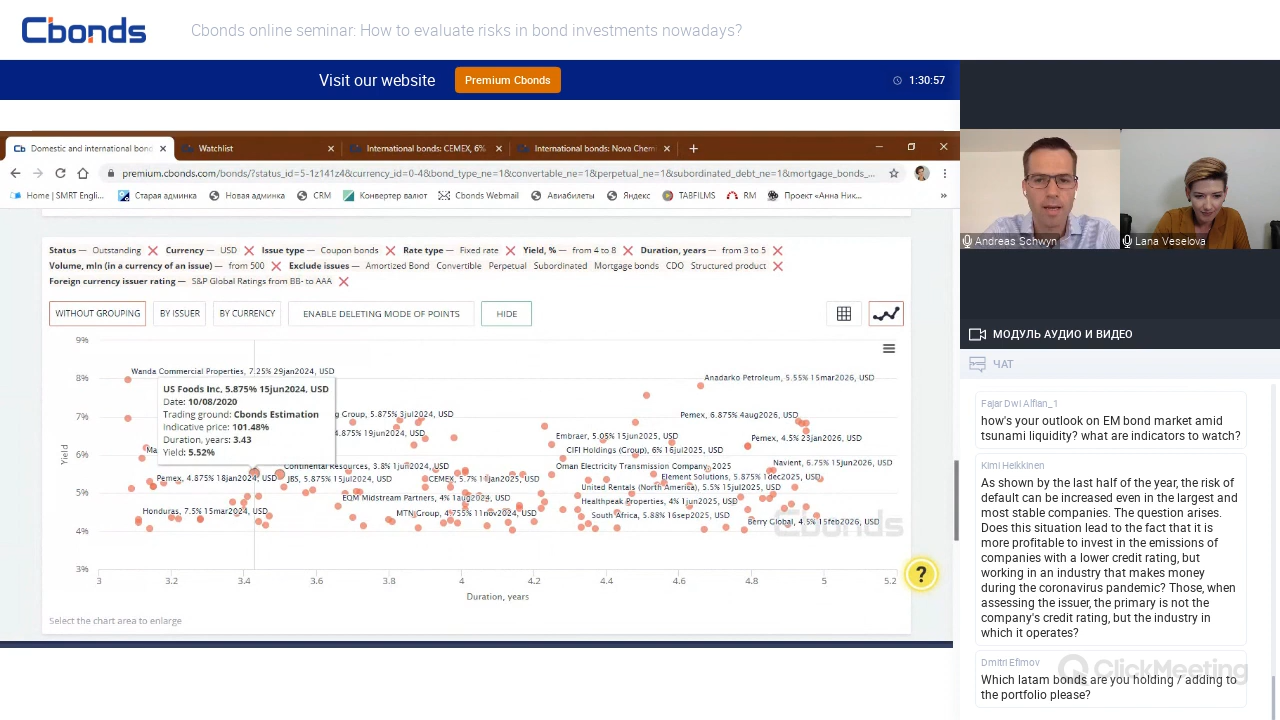 Cbonds
Cbonds online seminar: How to evaluate risks in bond investments nowadays?
Visit our website
Premium Cbonds
1:30:57
Cb Domestic and international bond
Watchlist
International bonds: CEMEX, 6%
International bonds: Nova Chemi
premium.cbonds.com/bonds/?status_id=5-1z141z4&currency_id=0-4&bond_type_ne=1&convertable_ne=1&perpetual_ne=1&subordinated_debt_ne=1&mortgage_bonds_...
Home | SMRT Engli...
Старая админка
Новая админка
CRM
Конвертер валют
Cbonds Webmail
Авиабилеты
Яндекс
TABFILMS
RM
Проект «Анна Ник...
Status — Outstanding Currency — USD Issue type — Coupon bonds Rate type — Fixed rate Yield, % — from 4 to 8 Duration, years — from 3 to 5
Volume, mln (in a currency of an issue) — from 500 Exclude issues — Amortized Bond Convertible Perpetual Subordinated Mortgage bonds CDO Structured product
Foreign currency issuer rating — S&P Global Ratings from BB- to AAA
WITHOUT GROUPING
BY ISSUER
BY CURRENCY
ENABLE DELETING MODE OF POINTS
HIDE
9%
8%
7%
6%
5%
4%
3%
Yield
Wanda Commercial Properties, 7.25% 29jan2024, USD
Anadarko Petroleum, 5.55% 15mar2026, USD
US Foods Inc, 5.875% 15jun2024, USD
Date: 10/08/2020
Trading ground: Cbonds Estimation
Indicative price: 101.48%
Duration, years: 3.43
Yield: 5.52%
g Group, 5.875% 3jul2024, USD
Pemex, 6.875% 4aug2026, USD
4.875% 19jun2024, USD
Embraer, 5.05% 15jun2025, USD
Pemex, 4.5% 23jan2026, USD
Ma
CIFI Holdings (Group), 6% 16jul2025, USD
Continental Resources, 3.8% 1jun2024, USD
Oman Electricity Transmission Company, 2025
Navient, 6.75% 15jun2026, USD
Pemex, 4.875% 18jan2024, USD
JBS, 5.875% 15jul2024, USD
CEMEX, 5.7% 11jan2025, USD
Element Solutions, 5.875% 1dec2025, USD
United Rentals (North America), 5.5% 15jul2025, USD
EQM Midstream Partners, 4% 1aug2024, USD
Healthpeak Properties, 4% 1jun2025, USD
Honduras, 7.5% 15mar2024, USD
MTN Group, 4.755% 11nov2024, USD
South Africa, 5.88% 16sep2025, USD
Berry Global, 4.5% 15feb2026, USD
Cbonds
3 3.2 3.4 3.6 3.8 4 4.2 4.4 4.6 4.8 5 5.2
Duration, years
Select the chart area to enlarge
?
Andreas Schwyn
Lana Veselova
МОДУЛЬ АУДИО И ВИДЕО
ЧАТ
Fajar Dwi Alfian_1
how's your outlook on EM bond market amid
tsunami liquidity? what are indicators to watch?
Kimi Heikkinen
As shown by the last half of the year, the risk of
default can be increased even in the largest and
most stable companies. The question arises.
Does this situation lead to the fact that it is
more profitable to invest in the emissions of
companies with a lower credit rating, but
working in an industry that makes money
during the coronavirus pandemic? Those, when
assessing the issuer, the primary is not the
company's credit rating, but the industry in
which it operates?
Dmitri Efimov
Which latam bonds are you holding / adding to
the portfolio please?
ClickMeeting